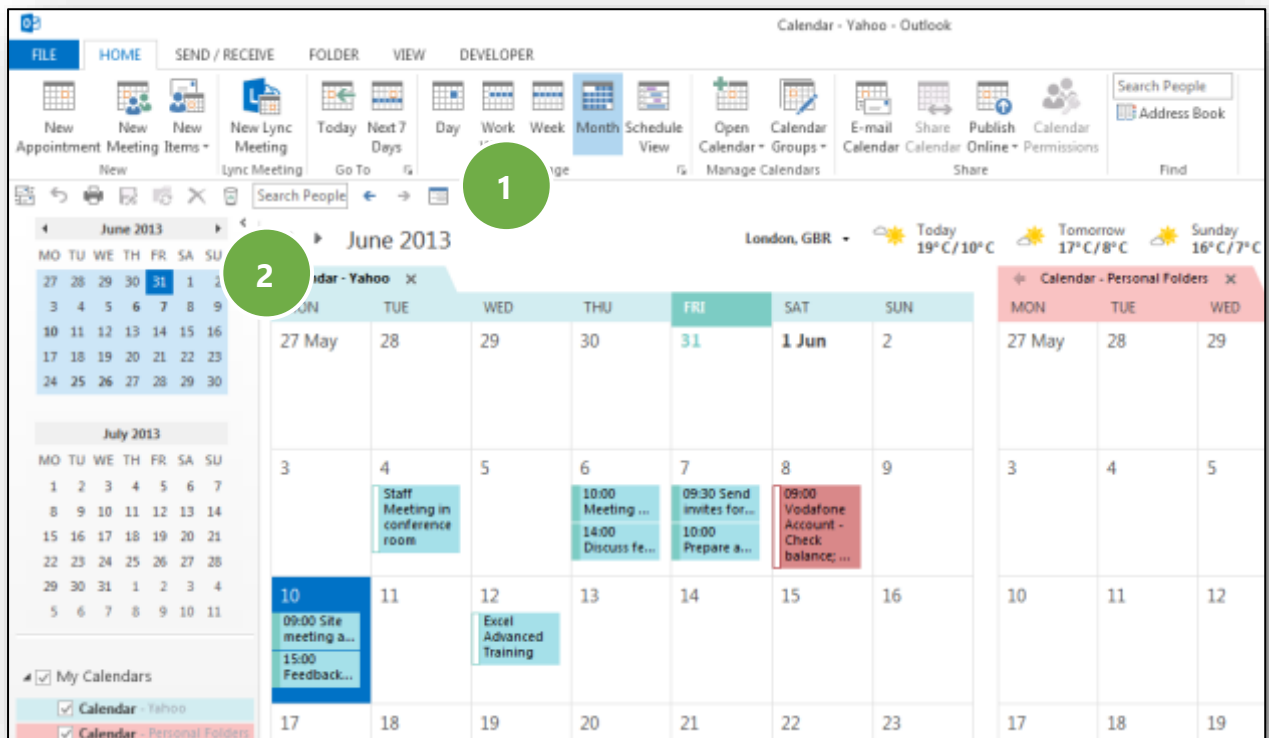 Calendar - Yahoo - Outlook
FILE HOME SEND / RECEIVE FOLDER VIEW DEVELOPER
New Appointment
New Meeting
New Items
New Lync Meeting
Today
Next 7 Days
Day
Work
Week
Month
Schedule View
Open Calendar
Calendar Groups
E-mail Calendar
Share Calendar
Publish Online
Calendar Permissions
Search People
Address Book
New
Lync Meeting
Go To
Manage Calendars
Share
Find
Search People
1
2
June 2013
MO TU WE TH FR SA SU
27 28 29 30 31 1 2
3 4 5 6 7 8 9
10 11 12 13 14 15 16
17 18 19 20 21 22 23
24 25 26 27 28 29 30
July 2013
MO TU WE TH FR SA SU
1 2 3 4 5 6 7
8 9 10 11 12 13 14
15 16 17 18 19 20 21
22 23 24 25 26 27 28
29 30 31 1 2 3 4
5 6 7 8 9 10 11
My Calendars
Calendar - Yahoo
Calendar - Personal Folders
June 2013
London, GBR
Today
19°C/10°C
Tomorrow
17°C/8°C
Sunday
16°C/7°C
- Yahoo
TUE WED THU FRI SAT SUN
27 May 28 29 30 31 1 Jun 2
3 4 5 6 7 8 9
Staff
Meeting in
conference
room
10:00
Meeting ...
14:00
Discuss fe...
09:30 Send
invites for...
10:00
Prepare a...
09:00
Vodafone
Account -
Check
balance; ...
10 11 12 13 14 15 16
09:00 Site
meeting a...
15:00
Feedback...
Excel
Advanced
Training
17 18 19 20 21 22 23
Calendar - Personal Folders
MON TUE WED
27 May 28 29
3 4 5
10 11 12
17 18 19